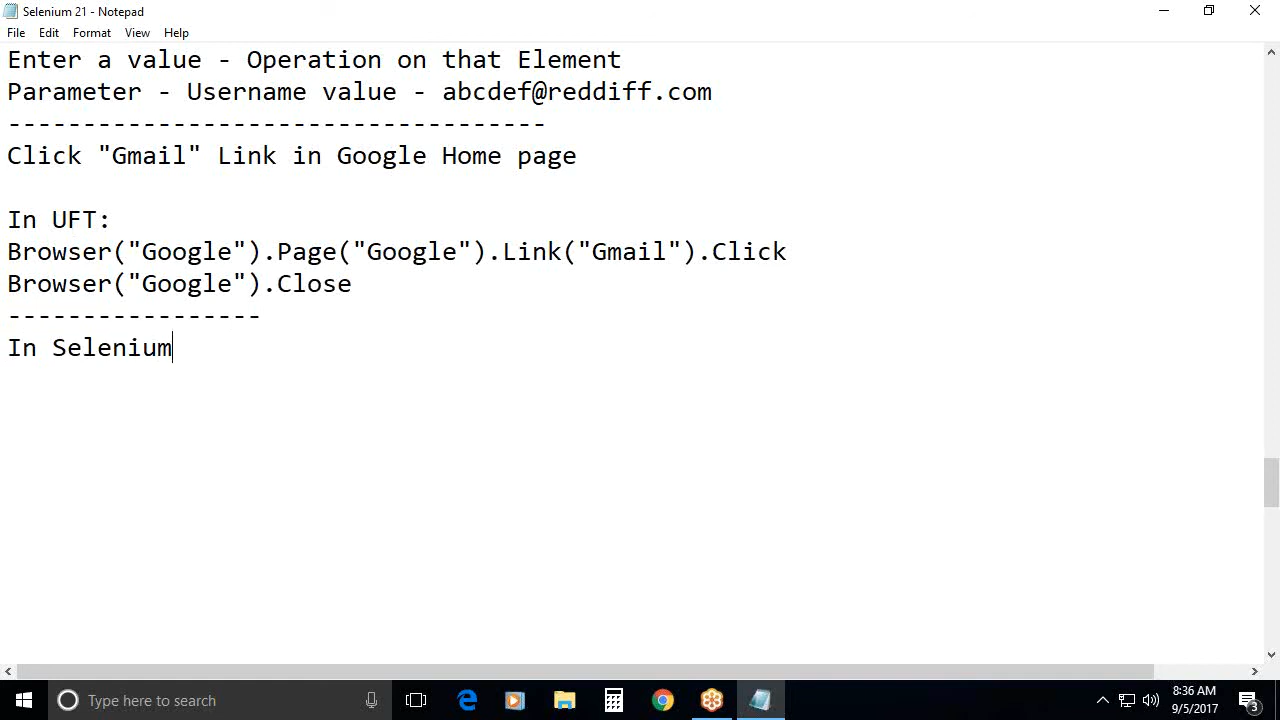 Selenium 21 - Notepad
File Edit Format View Help
Enter a value - Operation on that Element
Parameter - Username value - abcdef@reddiff.com
------------------------------------
Click "Gmail" Link in Google Home page
In UFT:
Browser("Google").Page("Google").Link("Gmail").Click
Browser("Google").Close
-----------------
In Selenium
Type here to search
8:36 AM
9/5/2017
3